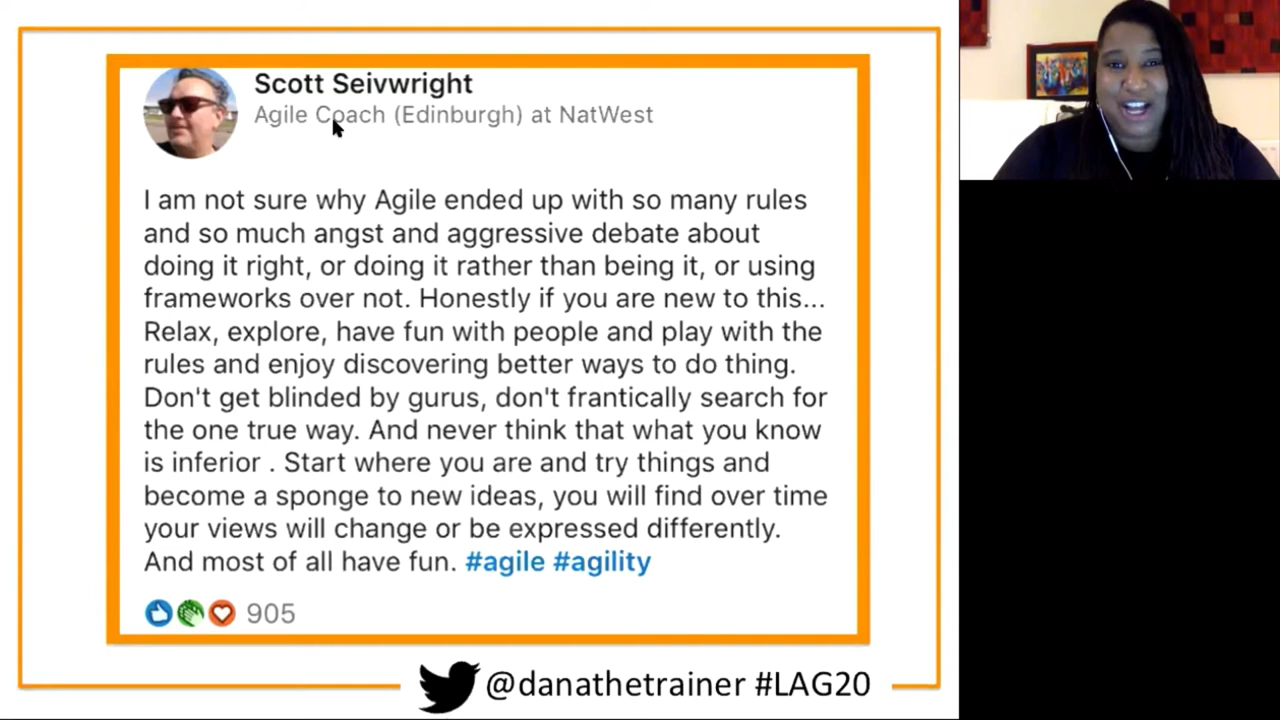 Scott Seivwright
Agile Coach (Edinburgh) at NatWest
I am not sure why Agile ended up with so many rules
and so much angst and aggressive debate about
doing it right, or doing it rather than being it, or using
frameworks over not. Honestly if you are new to this...
Relax, explore, have fun with people and play with the
rules and enjoy discovering better ways to do thing.
Don't get blinded by gurus, don't frantically search for
the one true way. And never think that what you know
is inferior . Start where you are and try things and
become a sponge to new ideas, you will find over time
your views will change or be expressed differently.
And most of all have fun. #agile #agility
905
@danathetrainer #LAG20